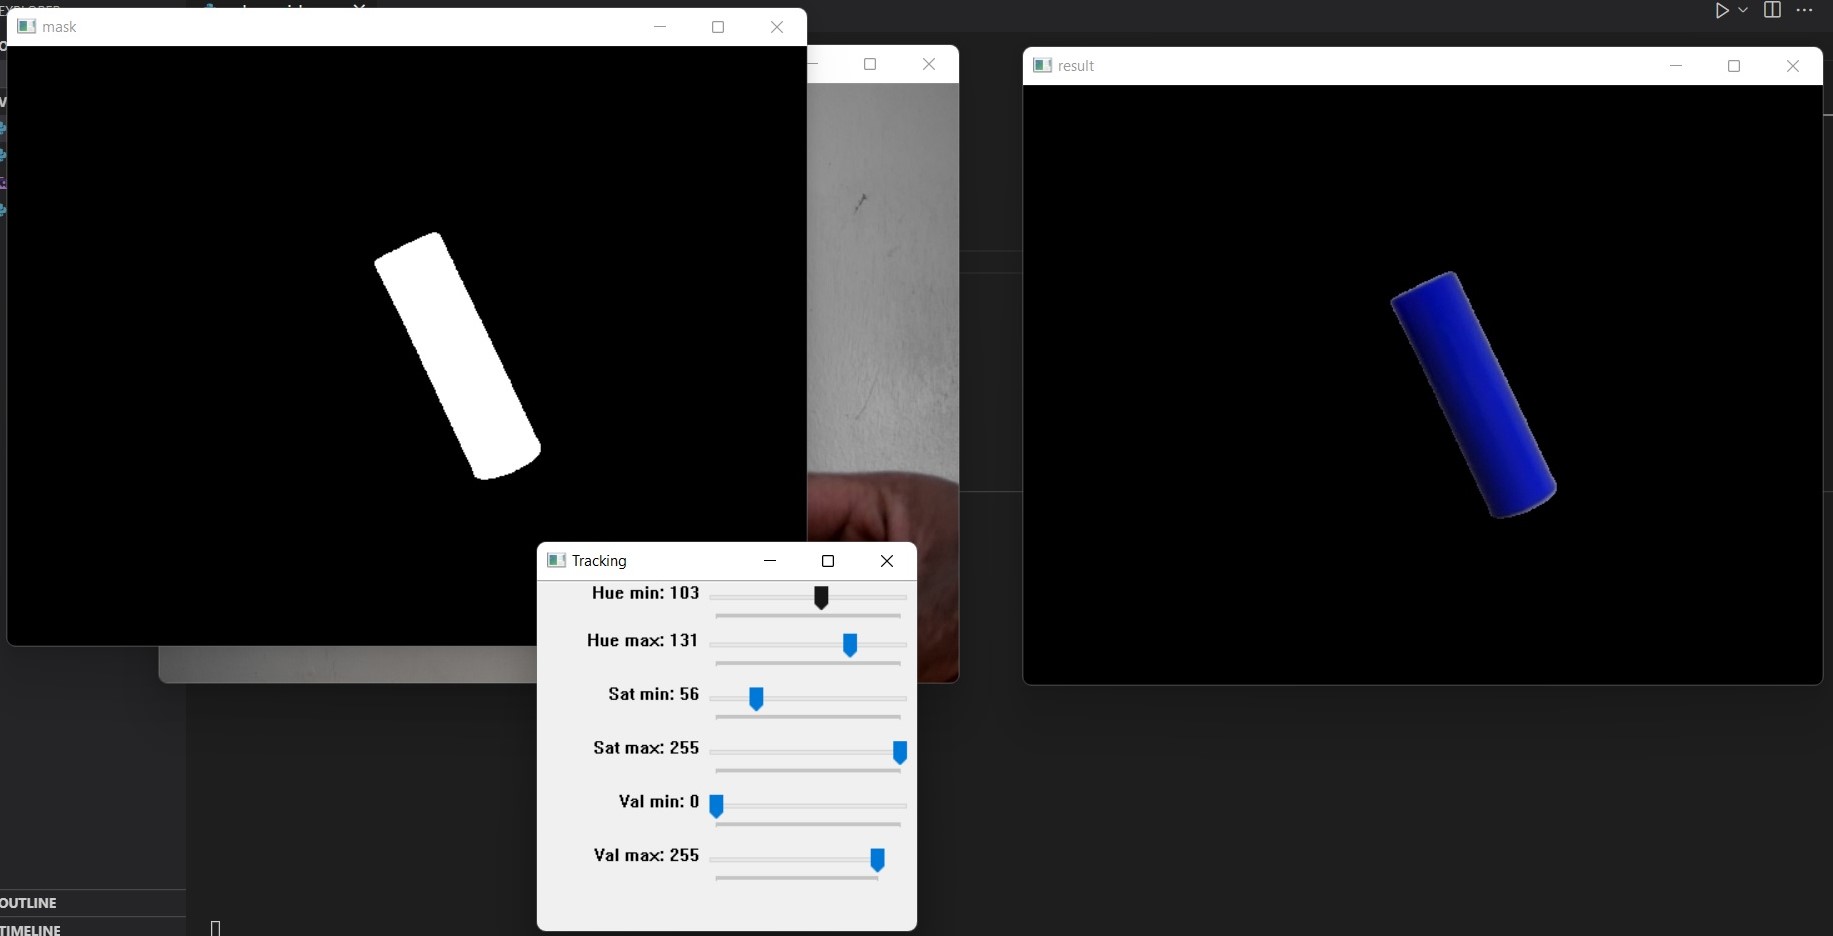 mask
result
Tracking
Hue min: 103
Hue max: 131
Sat min: 56
Sat max: 255
Val min: 0
Val max: 255
OUTLINE
TIMELINE